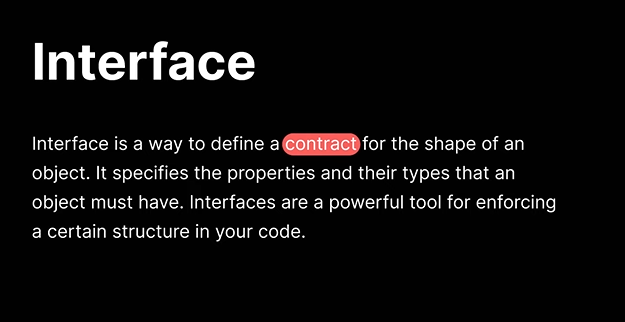 Interface
Interface is a way to define a contract for the shape of an
object. It specifies the properties and their types that an
object must have. Interfaces are a powerful tool for enforcing
a certain structure in your code.